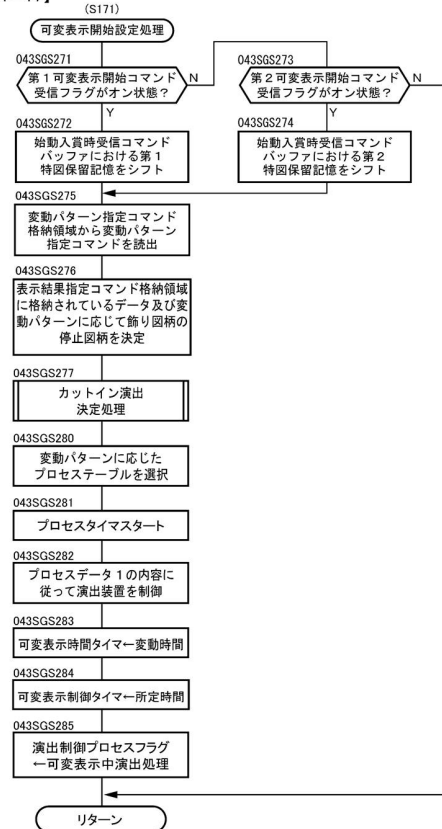 (S171)
可変表示開始設定処理
043SGS271
第1可変表示開始コマンド
受信フラグがオン状態？
N
Y
043SGS273
第2可変表示開始コマンド
受信フラグがオン状態？
N
Y
043SGS272
始動入賞時受信コマンド
バッファにおける第1
特図保留記憶をシフト
043SGS274
始動入賞時受信コマンド
バッファにおける第2
特図保留記憶をシフト
043SGS275
変動パターン指定コマンド
格納領域から変動パターン
指定コマンドを読出
043SGS276
表示結果指定コマンド格納領域
に格納されているデータ及び変
動パターンに応じて飾り図柄の
停止図柄を決定
043SGS277
カットイン演出
決定処理
043SGS280
変動パターンに応じた
プロセステーブルを選択
043SGS281
プロセスタイマスタート
043SGS282
プロセスデータ1の内容に
従って演出装置を制御
043SGS283
可変表示時間タイマ←変動時間
043SGS284
可変表示制御タイマ←所定時間
043SGS285
演出制御プロセスフラグ
←可変表示中演出処理
リターン